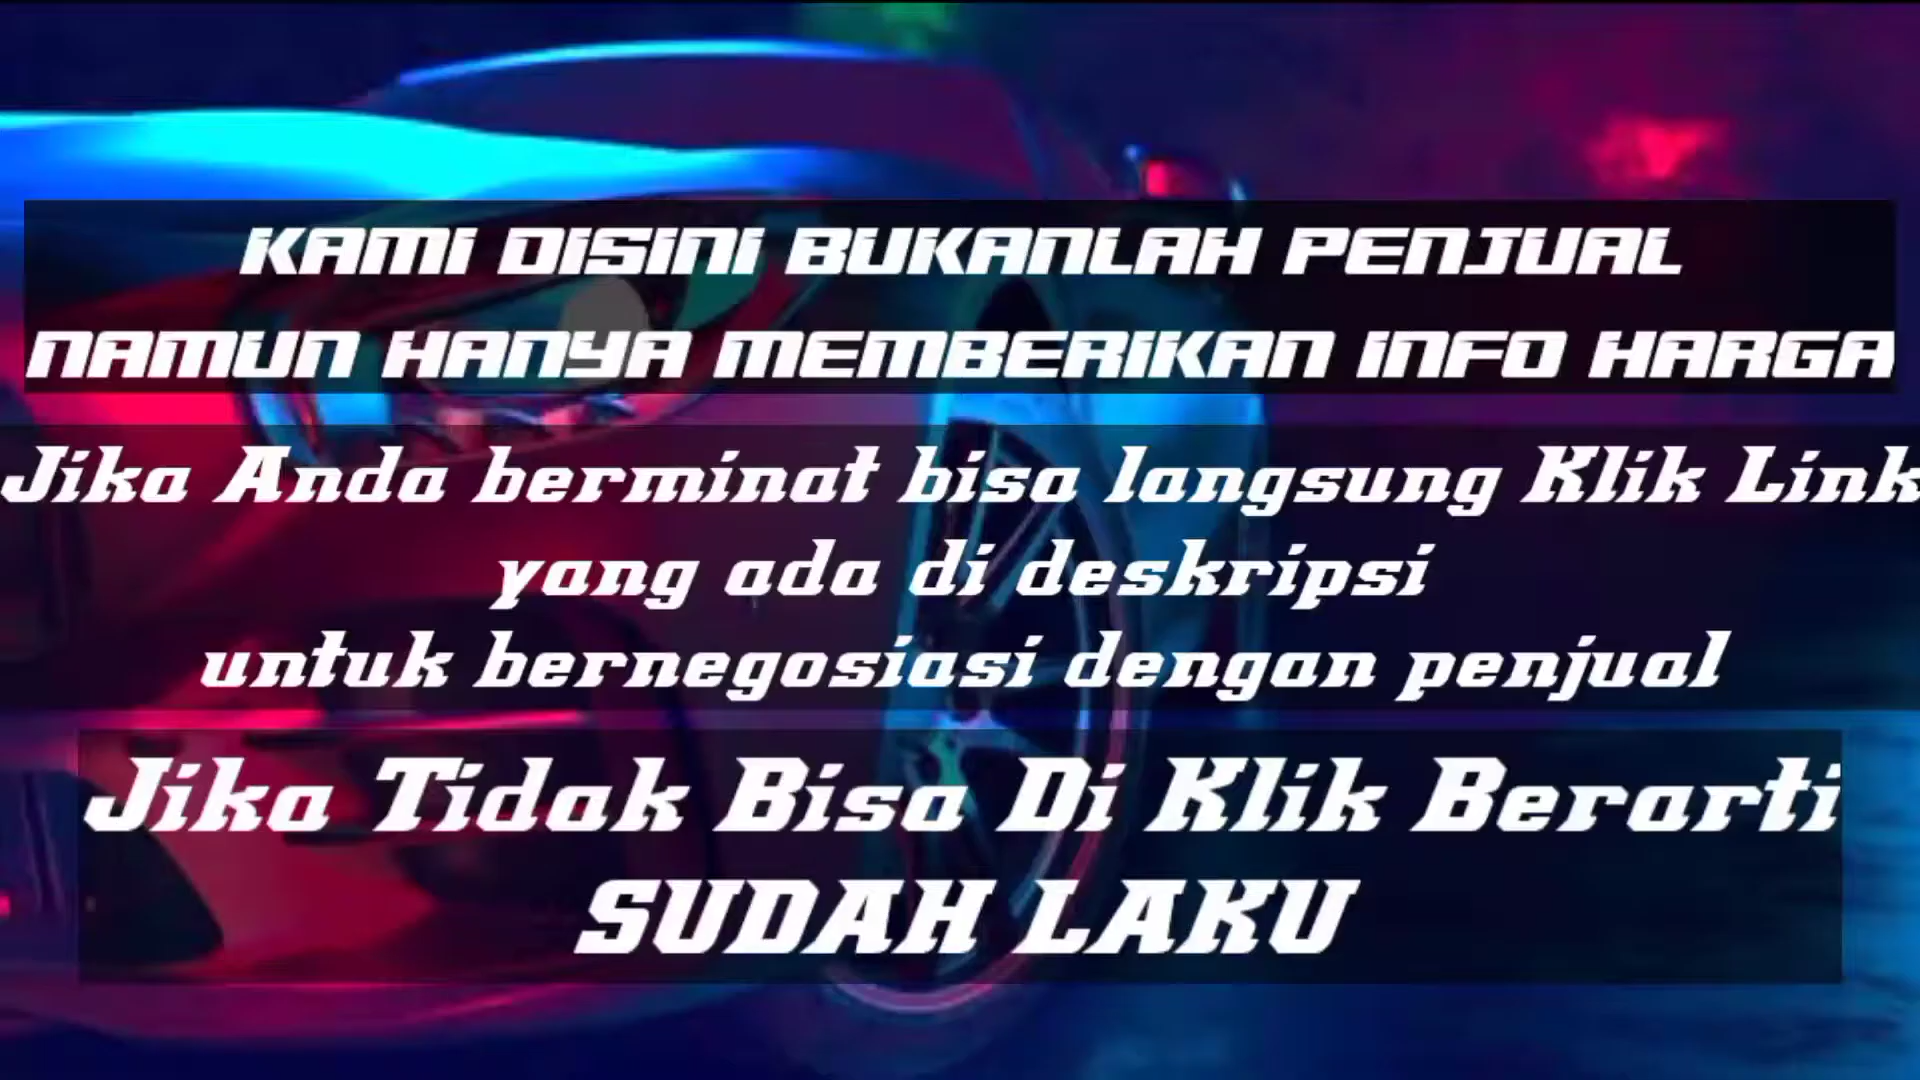 KAMI DISINI BUKANLAH PENJUAL
NAMUN HANYA MEMBERIKAN INFO HARGA
Jika Anda berminat bisa langsung Klik Link
yang ada di deskripsi
untuk bernegosiasi dengan penjual
Jika Tidak Bisa Di Klik Berarti
SUDAH LAKU